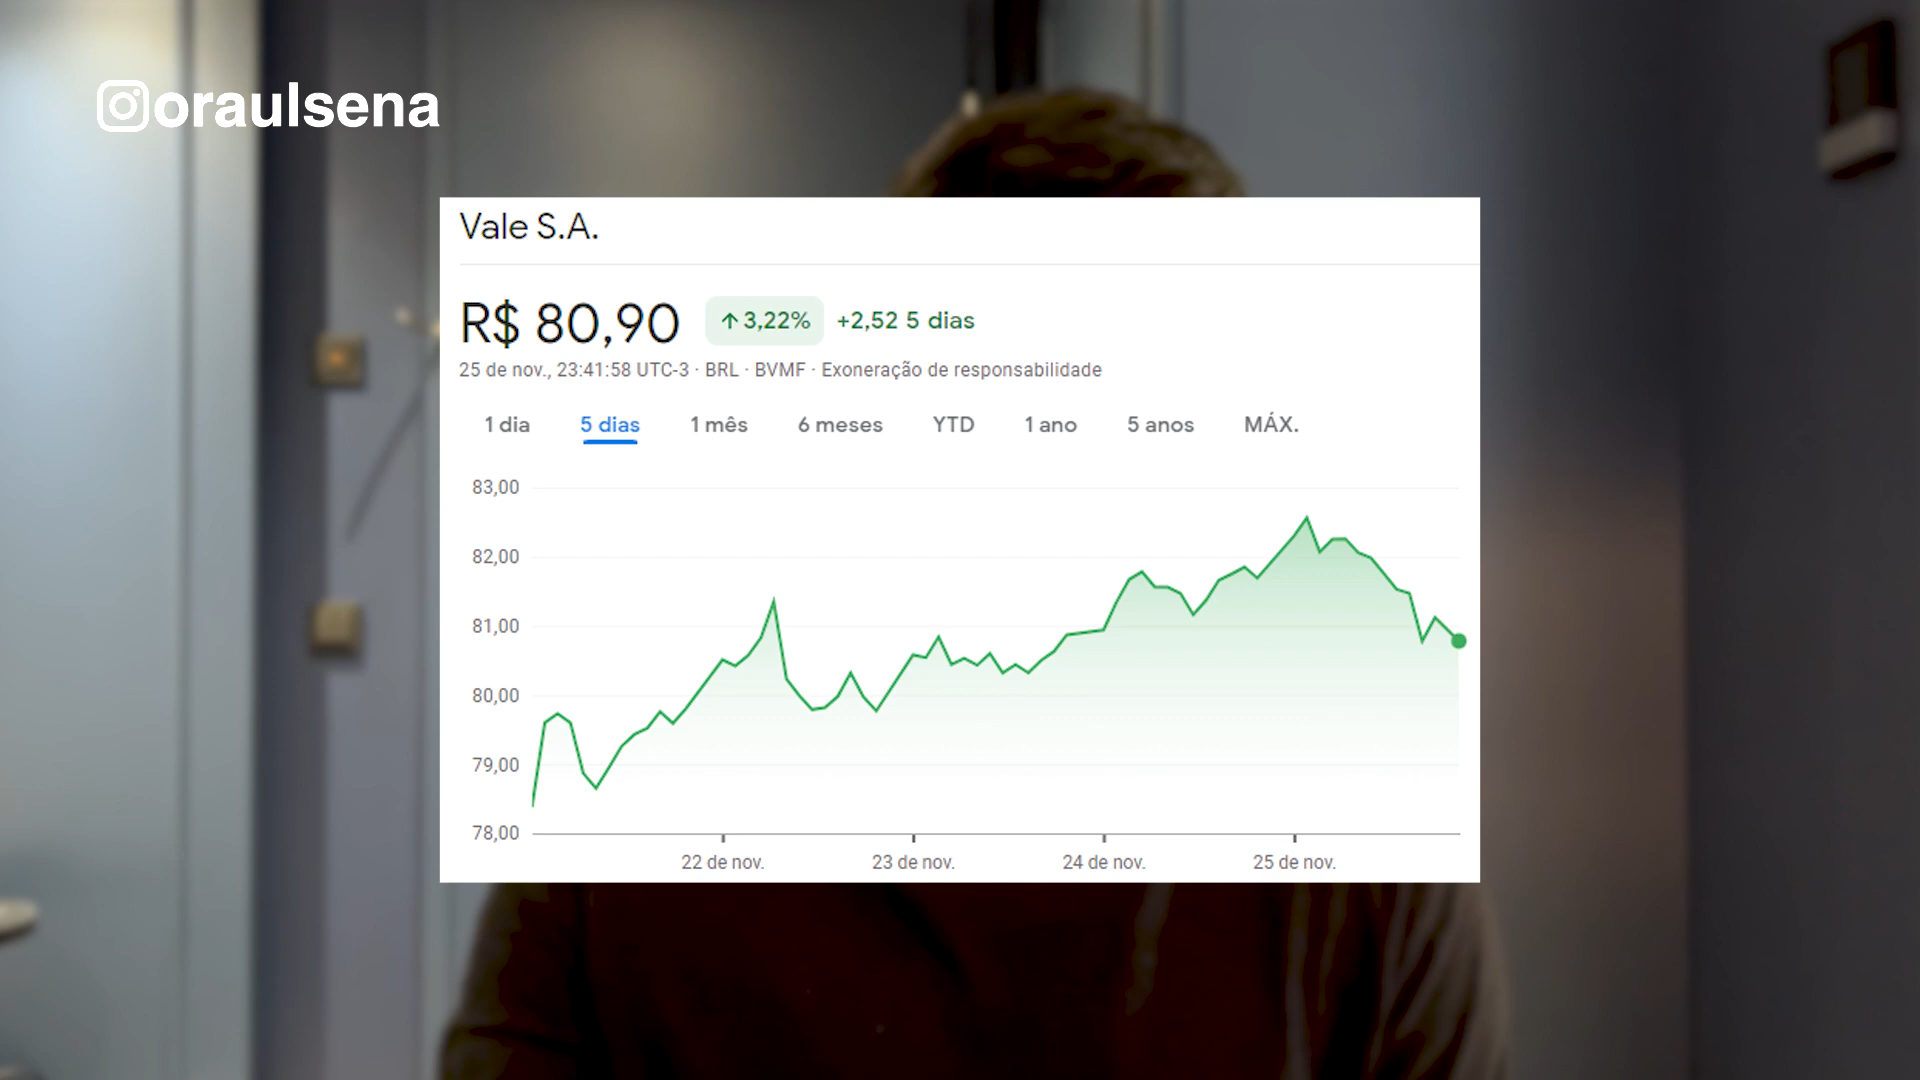 oraulsena
Vale S.A.
R$ 80,90 ↑3,22% +2,52 5 dias
25 de nov., 23:41:58 UTC-3 · BRL · BVMF · Exoneração de responsabilidade
1 dia 5 dias 1 mês 6 meses YTD 1 ano 5 anos MÁX.
83,00
82,00
81,00
80,00
79,00
78,00
22 de nov. 23 de nov. 24 de nov. 25 de nov.